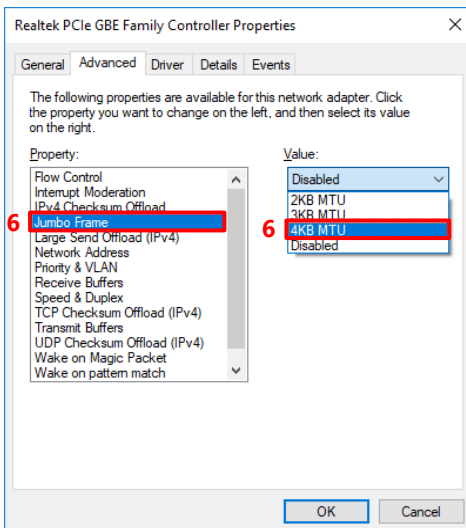 Realtek PCIe GBE Family Controller Properties
General Advanced Driver Details Events
The following properties are available for this network adapter. Click
the property you want to change on the left, and then select its value
on the right.
Property:
Flow Control
Interrupt Moderation
IPv4 Checksum Offload
6 Jumbo Frame
Large Send Offload (IPv4)
Network Address
Priority & VLAN
Receive Buffers
Speed & Duplex
TCP Checksum Offload (IPv4)
Transmit Buffers
UDP Checksum Offload (IPv4)
Wake on Magic Packet
Wake on pattern match
Value:
Disabled
2KB MTU
3KB MTU
6 4KB MTU
Disabled
OK Cancel